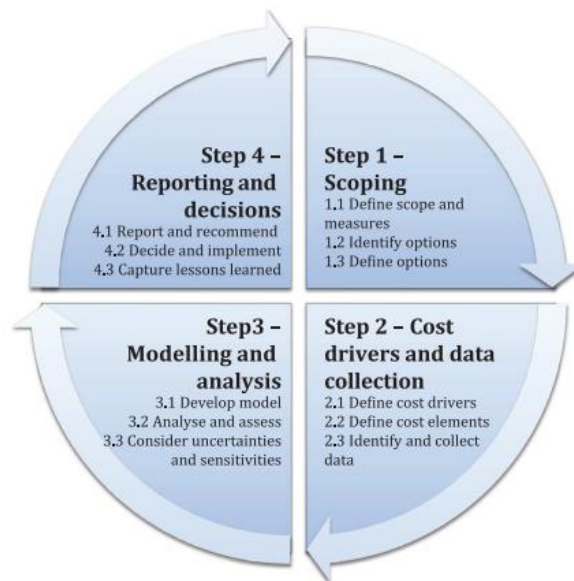 Step 4 –
Reporting and
decisions
4.1 Report and recommend
4.2 Decide and implement
4.3 Capture lessons learned
Step 1 –
Scoping
1.1 Define scope and
measures
1.2 Identify options
1.3 Define options
Step3 –
Modelling and
analysis
3.1 Develop model
3.2 Analyse and assess
3.3 Consider uncertainties
and sensitivities
Step 2 – Cost
drivers and data
collection
2.1 Define cost drivers
2.2 Define cost elements
2.3 Identify and collect
data